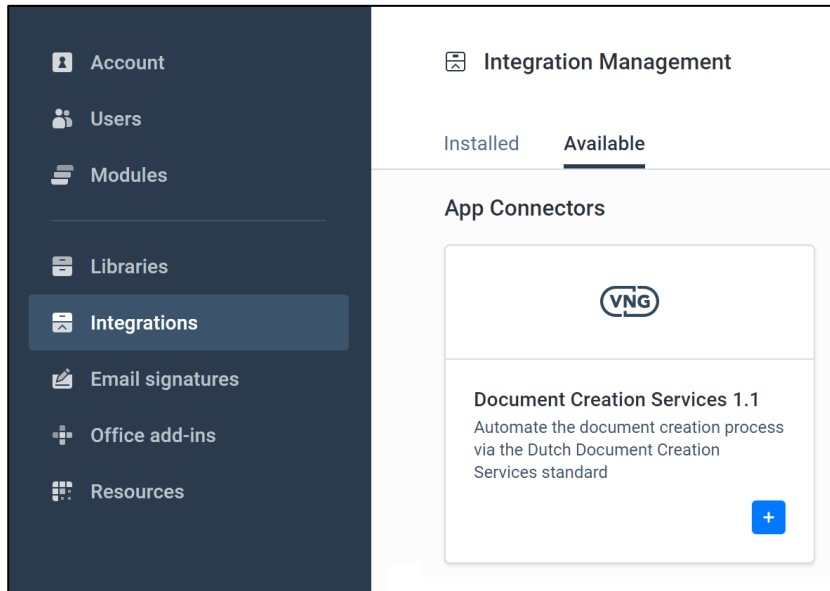 Account
Users
Modules
Libraries
Integrations
Email signatures
Office add-ins
Resources
Integration Management
Installed Available
App Connectors
VNG
Document Creation Services 1.1
Automate the document creation process
via the Dutch Document Creation
Services standard
+